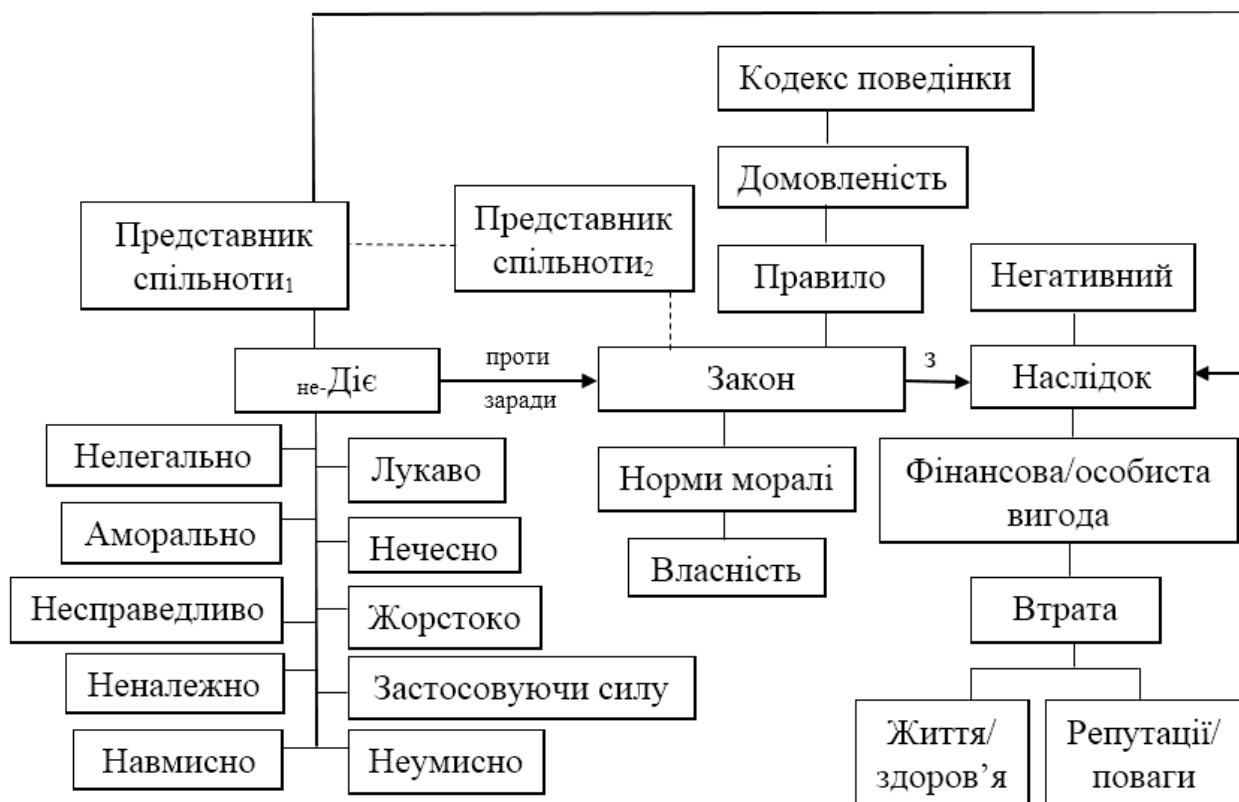 Кодекс поведінки
Домовленість
Представник
спільноти1
Представник
спільноти2
Правило
Негативний
не-Діє
проти
заради
Закон
з
Наслідок
Нелегально
Лукаво
Норми моралі
Фінансова/особиста
вигода
Аморально
Нечесно
Власність
Несправедливо
Жорстоко
Втрата
Неналежно
Застосовуючи силу
Навмисно
Неумисно
Життя/
здоров’я
Репутації/
поваги